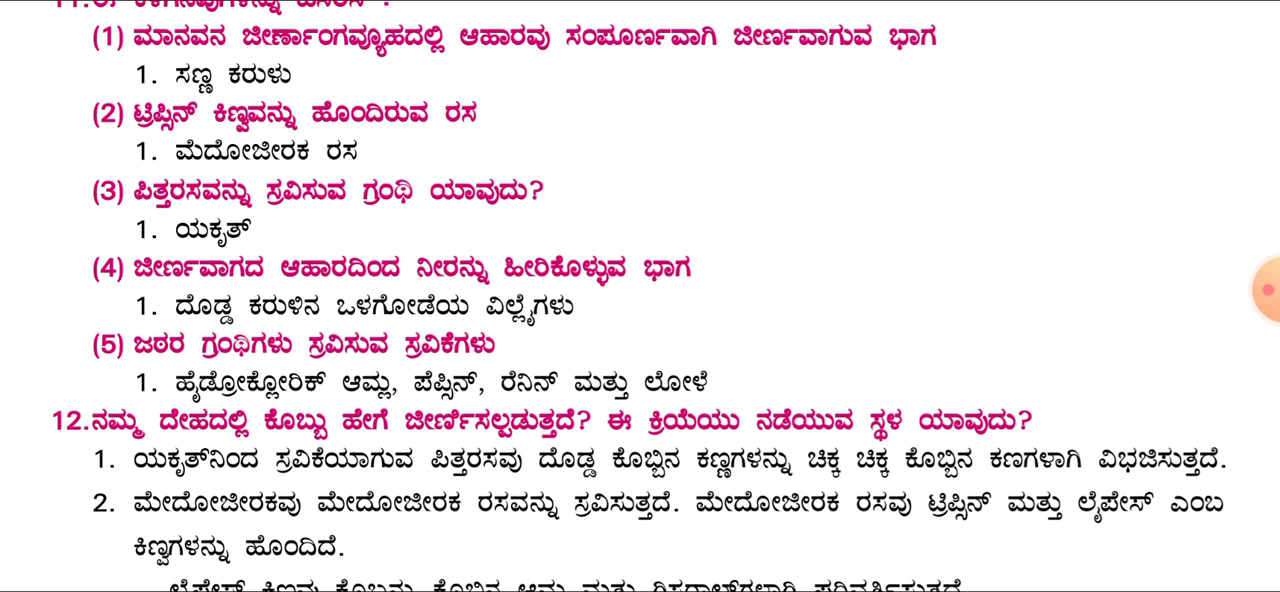 (1) ಮಾನವನ ಜೀರ್ಣಾಂಗವ್ಯೂಹದಲ್ಲಿ ಆಹಾರವು ಸಂಪೂರ್ಣವಾಗಿ ಜೀರ್ಣವಾಗುವ ಭಾಗ
1. ಸಣ್ಣ ಕರುಳು
(2) ಟ್ರಿಪ್ಸಿನ್ ಕಿಣ್ವವನ್ನು ಹೊಂದಿರುವ ರಸ
1. ಮೆದೋಜೀರಕ ರಸ
(3) ಪಿತ್ತರಸವನ್ನು ಸ್ರವಿಸುವ ಗ್ರಂಥಿ ಯಾವುದು?
1. ಯಕೃತ್
(4) ಜೀರ್ಣವಾಗದ ಆಹಾರದಿಂದ ನೀರನ್ನು ಹೀರಿಕೊಳ್ಳುವ ಭಾಗ
1. ದೊಡ್ಡ ಕರುಳಿನ ಒಳಗೋಡೆಯ ವಿಲ್ಲೈಗಳು
(5) ಜಠರ ಗ್ರಂಥಿಗಳು ಸ್ರವಿಸುವ ಸ್ರವಿಕೆಗಳು
1. ಹೈಡ್ರೋಕ್ಲೋರಿಕ್ ಆಮ್ಲ, ಪೆಪ್ಸಿನ್, ರೆನಿನ್ ಮತ್ತು ಲೋಳೆ
12.ನಮ್ಮ ದೇಹದಲ್ಲಿ ಕೊಬ್ಬು ಹೇಗೆ ಜೀರ್ಣಿಸಲ್ಪಡುತ್ತದೆ? ಈ ಕ್ರಿಯೆಯು ನಡೆಯುವ ಸ್ಥಳ ಯಾವುದು?
1. ಯಕೃತ್‌ನಿಂದ ಸ್ರವಿಕೆಯಾಗುವ ಪಿತ್ತರಸವು ದೊಡ್ಡ ಕೊಬ್ಬಿನ ಕಣ್ಣಗಳನ್ನು ಚಿಕ್ಕ ಚಿಕ್ಕ ಕೊಬ್ಬಿನ ಕಣಗಳಾಗಿ ವಿಭಜಿಸುತ್ತದೆ.
2. ಮೇದೋಜೀರಕವು ಮೇದೋಜೀರಕ ರಸವನ್ನು ಸ್ರವಿಸುತ್ತದೆ. ಮೇದೋಜೀರಕ ರಸವು ಟ್ರಿಪ್ಸಿನ್ ಮತ್ತು ಲೈಪೇಸ್ ಎಂಬ
ಕಿಣ್ವಗಳನ್ನು ಹೊಂದಿದೆ.